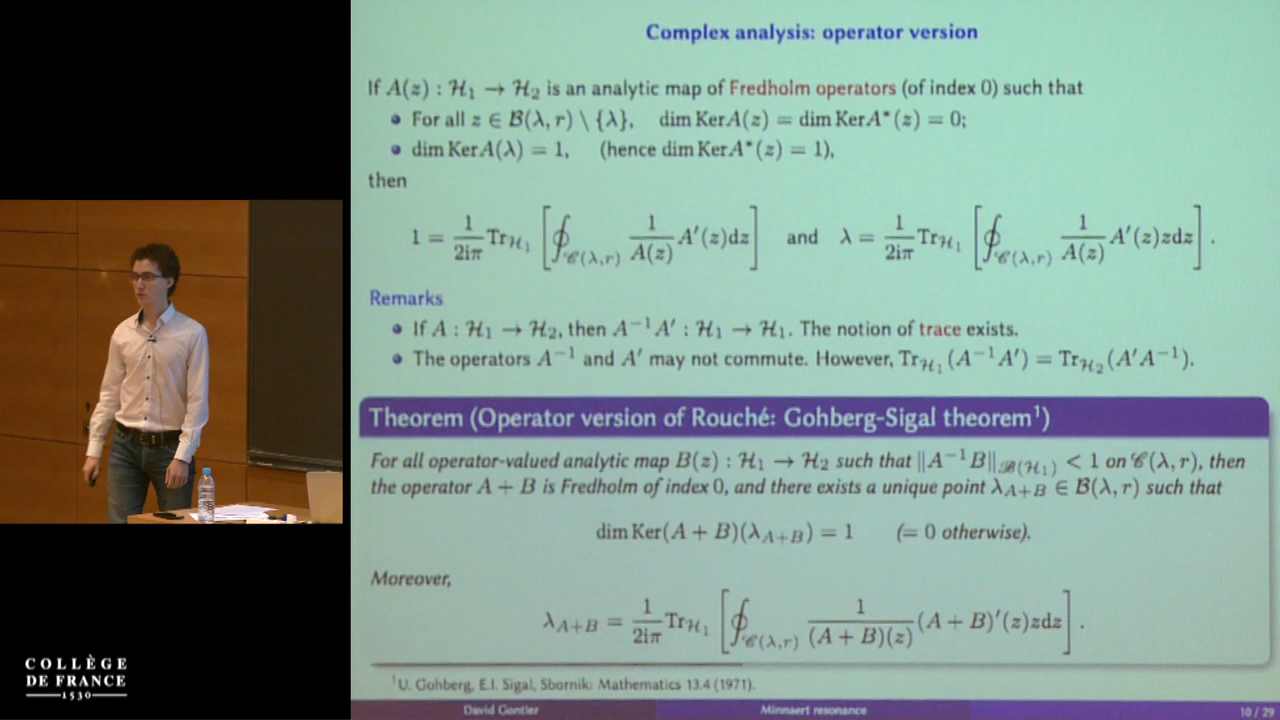 Complex analysis: operator version
If A(z) : ℋ₁ → ℋ₂ is an analytic map of Fredholm operators (of index 0) such that
• For all z ∈ ℬ(λ, r) \ {λ}, dim Ker A(z) = dim Ker A*(z) = 0;
• dim Ker A(λ) = 1, (hence dim Ker A*(z) = 1),
then
1 = 1/2iπ Tr_ℋ₁ [∮_𝒞(λ,r) 1/A(z) A′(z)dz] and λ = 1/2iπ Tr_ℋ₁ [∮_𝒞(λ,r) 1/A(z) A′(z)zdz].
Remarks
• If A : ℋ₁ → ℋ₂, then A⁻¹A′ : ℋ₁ → ℋ₁. The notion of trace exists.
• The operators A⁻¹ and A′ may not commute. However, Tr_ℋ₁(A⁻¹A′) = Tr_ℋ₂(A′A⁻¹).
Theorem (Operator version of Rouché: Gohberg-Sigal theorem¹)
For all operator-valued analytic map B(z) : ℋ₁ → ℋ₂ such that ‖A⁻¹B‖_ℬ(ℋ₁) < 1 on 𝒞(λ, r), then
the operator A + B is Fredholm of index 0, and there exists a unique point λ_A+B ∈ ℬ(λ, r) such that
dim Ker(A + B)(λ_A+B) = 1 (= 0 otherwise).
Moreover,
λ_A+B = 1/2iπ Tr_ℋ₁ [∮_𝒞(λ,r) 1/(A + B)(z) (A + B)′(z)zdz].
¹U. Gohberg, E.I. Sigal, Sbornik: Mathematics 13.4 (1971).
David Gontier Minnaert resonance 10 / 29
COLLÈGE
DE FRANCE
1530